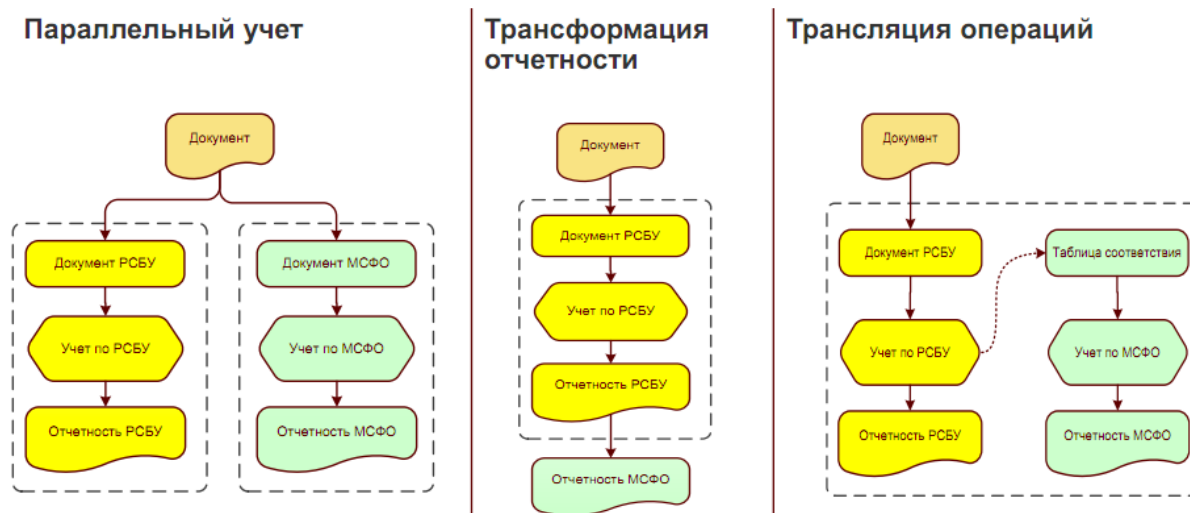 Параллельный учет
Документ
Документ РСБУ
Документ МСФО
Учет по РСБУ
Учет по МСФО
Отчетность РСБУ
Отчетность МСФО
Трансформация
отчетности
Документ
Документ РСБУ
Учет по РСБУ
Отчетность РСБУ
Отчетность МСФО
Трансляция операций
Документ
Документ РСБУ
Таблица соответствия
Учет по РСБУ
Учет по МСФО
Отчетность РСБУ
Отчетность МСФО